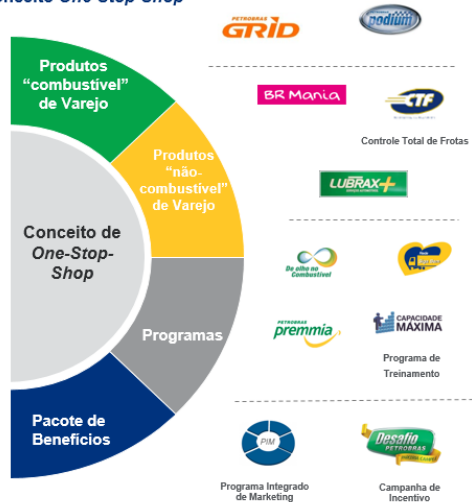 Conceito One-Stop-Shop
Produtos
“combustível”
de Varejo
Produtos
“não-
combustível”
de Varejo
Conceito de
One-Stop-
Shop
Programas
Pacote de
Benefícios
PETROBRAS
GRID
podium
BR Mania
CTF
Controle Total de Frotas
LUBRAX+
De olho no
Combustível
PETROBRAS
premmia
CAPACIDADE
MÁXIMA
Programa de
Treinamento
PIM
Programa Integrado
de Marketing
Desafio
PETROBRAS
Campanha de
Incentivo